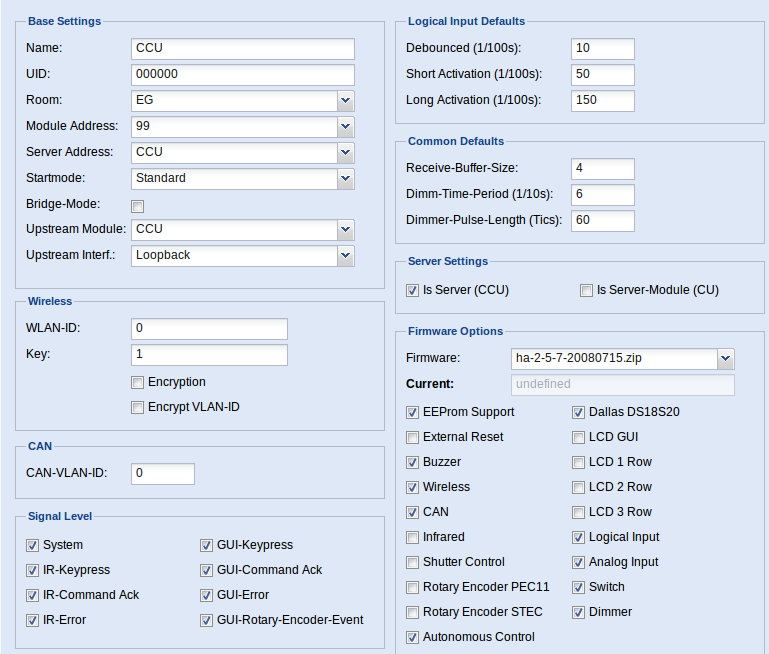 Base Settings
Name: CCU
UID: 000000
Room: EG
Module Address: 99
Server Address: CCU
Startmode: Standard
Bridge-Mode:
Upstream Module: CCU
Upstream Interf.: Loopback
Wireless
WLAN-ID: 0
Key: 1
Encryption
Encrypt VLAN-ID
CAN
CAN-VLAN-ID: 0
Signal Level
System GUI-Keypress
IR-Keypress GUI-Command Ack
IR-Command Ack GUI-Error
IR-Error GUI-Rotary-Encoder-Event
Logical Input Defaults
Debounced (1/100s): 10
Short Activation (1/100s): 50
Long Activation (1/100s): 150
Common Defaults
Receive-Buffer-Size: 4
Dimm-Time-Period (1/10s): 6
Dimmer-Pulse-Length (Tics): 60
Server Settings
Is Server (CCU) Is Server-Module (CU)
Firmware Options
Firmware: ha-2-5-7-20080715.zip
Current: undefined
EEProm Support Dallas DS18S20
External Reset LCD GUI
Buzzer LCD 1 Row
Wireless LCD 2 Row
CAN LCD 3 Row
Infrared Logical Input
Shutter Control Analog Input
Rotary Encoder PEC11 Switch
Rotary Encoder STEC Dimmer
Autonomous Control